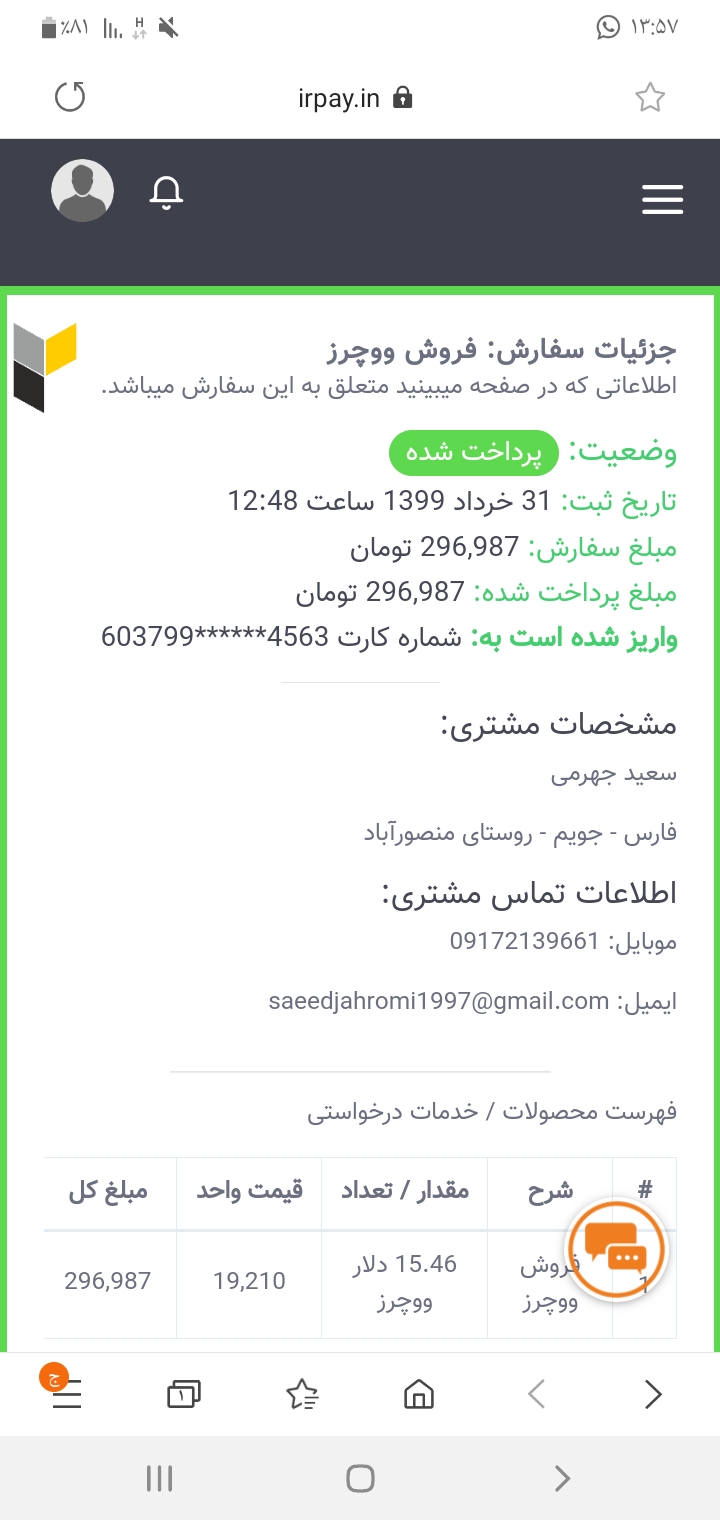 ٪۸۱ H ۱۳:۵۷
irpay.in
جزئیات سفارش: فروش ووچرز
اطلاعاتی که در صفحه میبینید متعلق به این سفارش میباشد.
وضعیت: پرداخت شده
تاریخ ثبت: 31 خرداد 1399 ساعت 12:48
مبلغ سفارش: 296,987 تومان
مبلغ پرداخت شده: 296,987 تومان
واریز شده است به: شماره کارت 4563******603799
مشخصات مشتری:
سعید جهرمی
فارس - جویم - روستای منصورآباد
اطلاعات تماس مشتری:
موبایل: 09172139661
ایمیل: saeedjahromi1997@gmail.com
فهرست محصولات / خدمات درخواستی
# شرح مقدار / تعداد قیمت واحد مبلغ کل
1 فروش ووچرز 15.46 دلار ووچرز 19,210 296,987
ج ۱